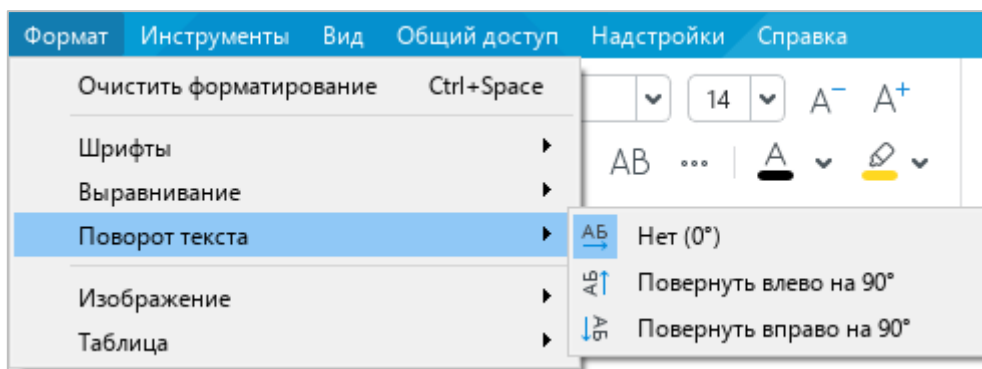 Формат Инструменты Вид Общий доступ Надстройки Справка
Очистить форматирование Ctrl+Space
14 A− A+
Шрифты
AB ... A
Выравнивание
Поворот текста
АБ Нет (0°)
АБ Повернуть влево на 90°
Изображение
АБ Повернуть вправо на 90°
Таблица